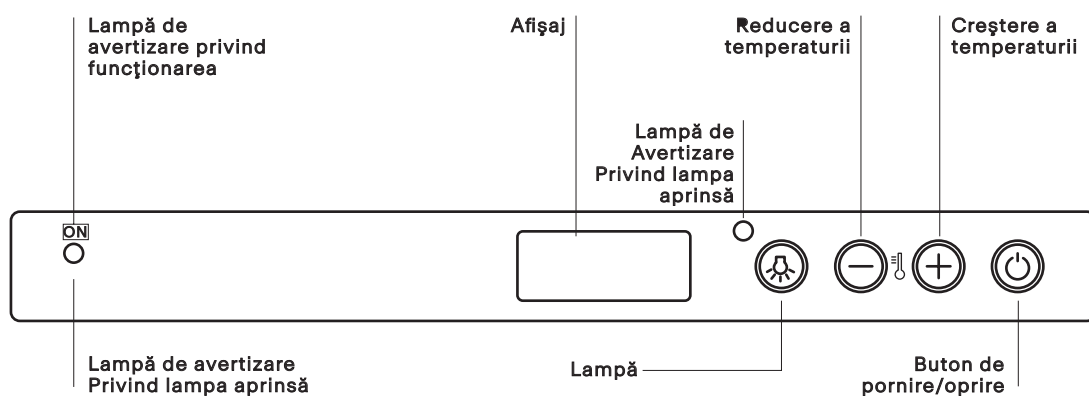 Lampă de
avertizare privind
funcţionarea
Afişaj
Reducere a
temperaturii
Creştere a
temperaturii
Lampă de
Avertizare
Privind lampa
aprinsă
ON
Lampă de avertizare
Privind lampa aprinsă
Lampă
Buton de
pornire/oprire